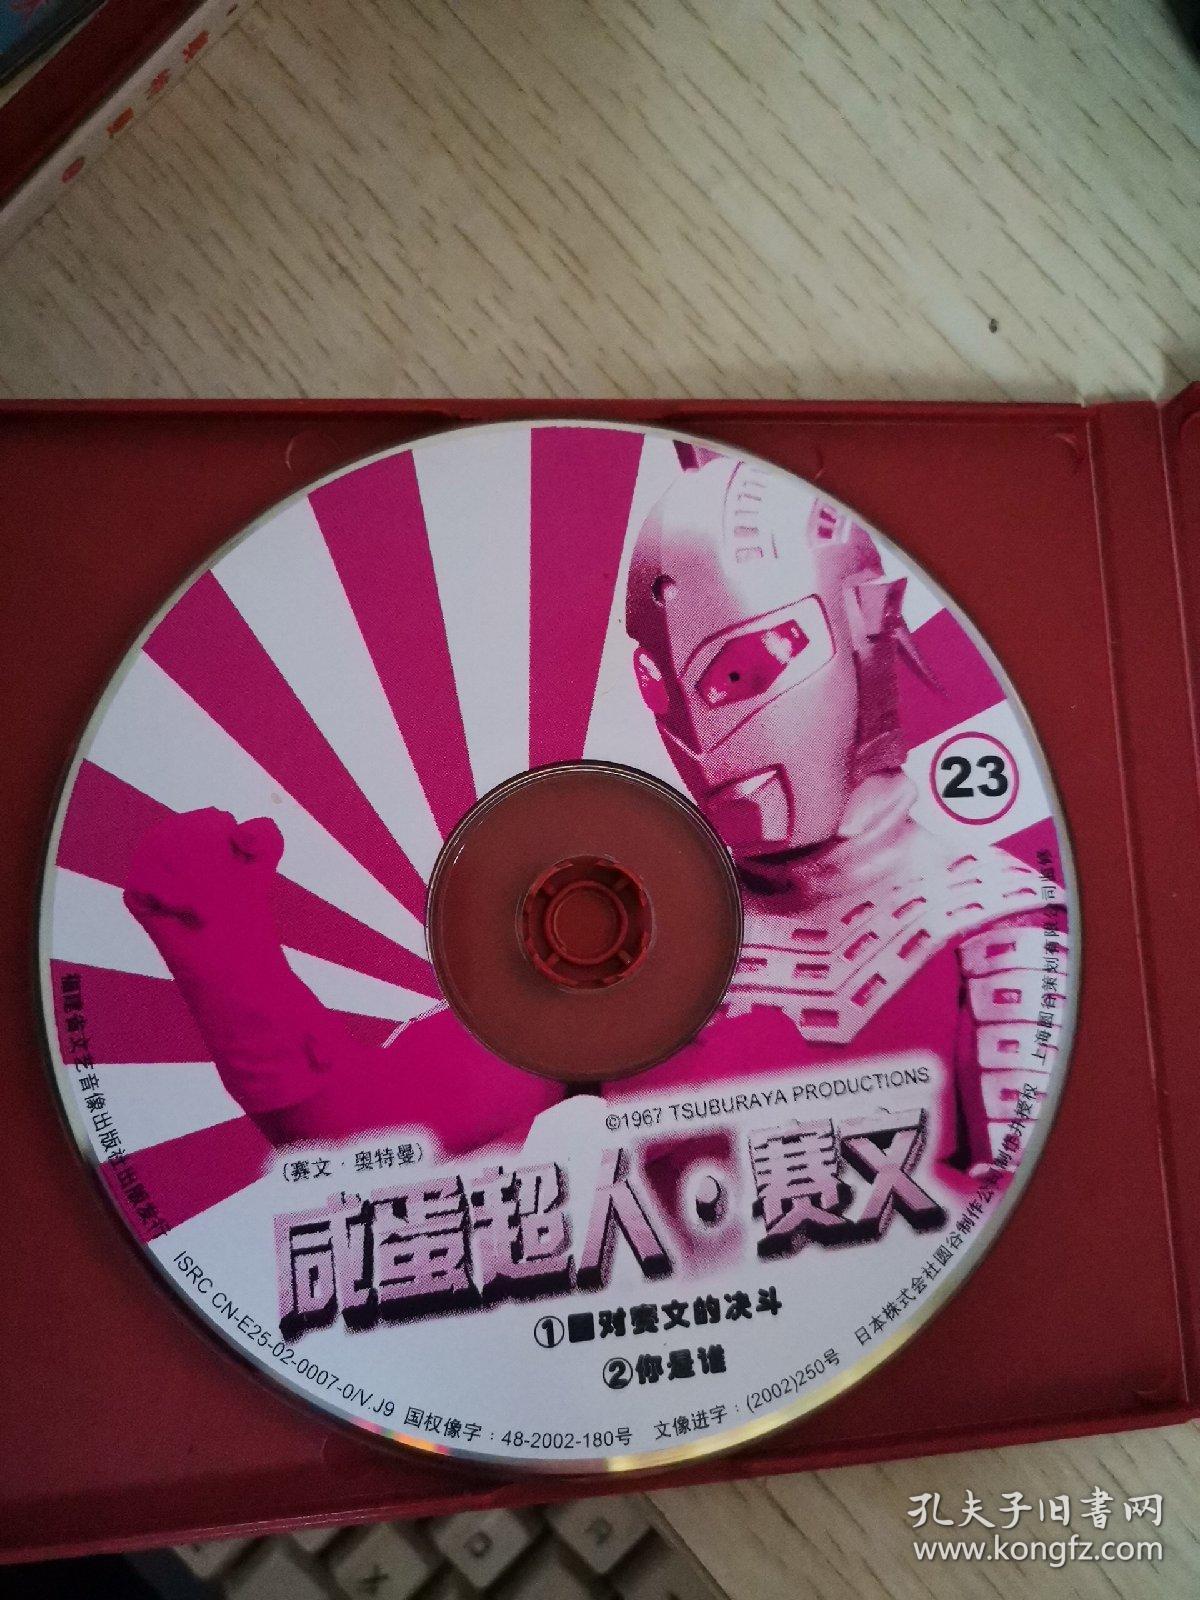 23
©1967 TSUBURAYA PRODUCTIONS
(赛文·奥特曼)
咸蛋超人·赛文
①面对赛文的决斗
②你是谁
福建省文艺音像出版社出版发行
ISRC CN-E25-02-0007-0/V.J9 国权像字：48-2002-180号 文像进字：(2002)250号
日本株式会社圆谷制作公司制作并授权 上海圆谷策划有限公司监修
孔夫子旧书网
www.kongfz.com